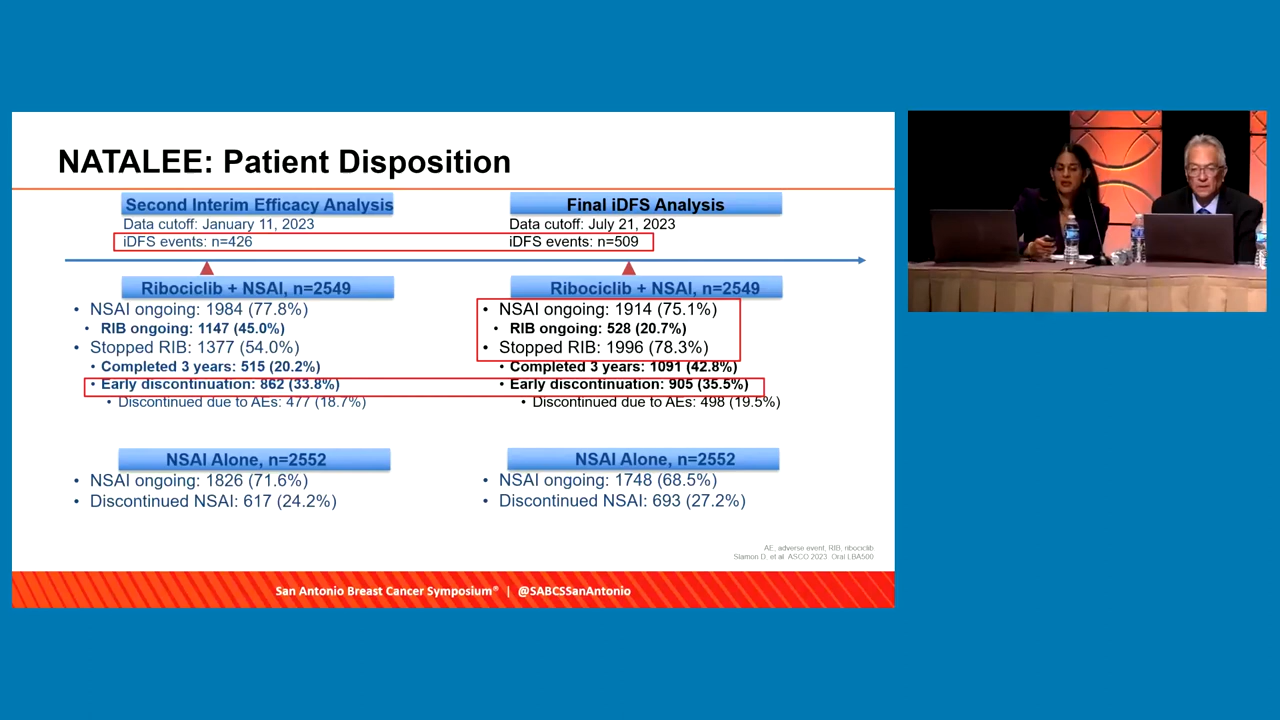 NATALEE: Patient Disposition
Second Interim Efficacy Analysis
Data cutoff: January 11, 2023
iDFS events: n=426
Final iDFS Analysis
Data cutoff: July 21, 2023
iDFS events: n=509
Ribociclib + NSAI, n=2549
• NSAI ongoing: 1984 (77.8%)
• RIB ongoing: 1147 (45.0%)
• Stopped RIB: 1377 (54.0%)
• Completed 3 years: 515 (20.2%)
• Early discontinuation: 862 (33.8%)
• Discontinued due to AEs: 477 (18.7%)
Ribociclib + NSAI, n=2549
• NSAI ongoing: 1914 (75.1%)
• RIB ongoing: 528 (20.7%)
• Stopped RIB: 1996 (78.3%)
• Completed 3 years: 1091 (42.8%)
• Early discontinuation: 905 (35.5%)
• Discontinued due to AEs: 498 (19.5%)
NSAI Alone, n=2552
• NSAI ongoing: 1826 (71.6%)
• Discontinued NSAI: 617 (24.2%)
NSAI Alone, n=2552
• NSAI ongoing: 1748 (68.5%)
• Discontinued NSAI: 693 (27.2%)
AE, adverse event, RIB, ribociclib
Slamon D, et al. ASCO 2023. Oral LBA500
San Antonio Breast Cancer Symposium® | @SABCSSanAntonio